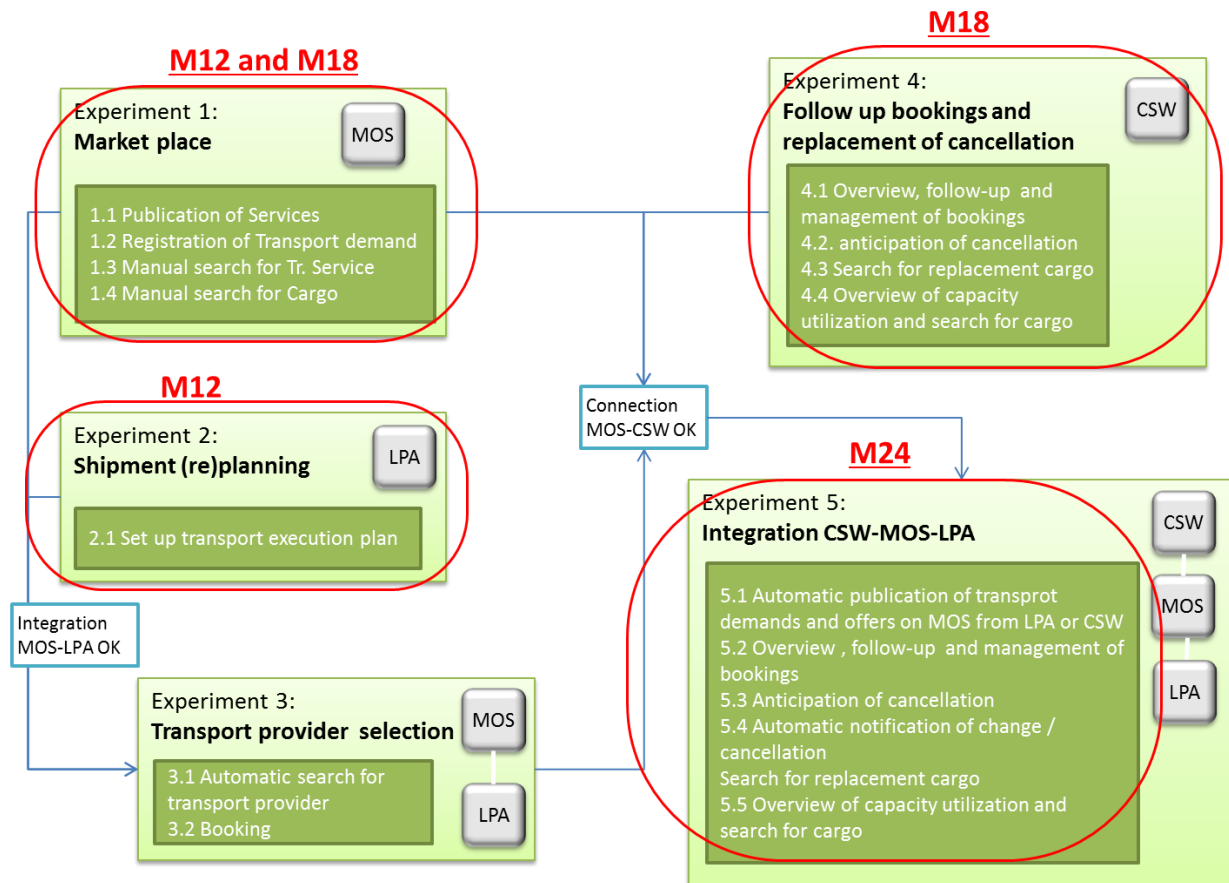 M12 and M18
Experiment 1:
Market place
MOS
1.1 Publication of Services
1.2 Registration of Transport demand
1.3 Manual search for Tr. Service
1.4 Manual search for Cargo
M18
Experiment 4:
Follow up bookings and
replacement of cancellation
CSW
4.1 Overview, follow-up and
management of bookings
4.2. anticipation of cancellation
4.3 Search for replacement cargo
4.4 Overview of capacity
utilization and search for cargo
M12
Experiment 2:
Shipment (re)planning
LPA
2.1 Set up transport execution plan
Connection
MOS-CSW OK
Integration
MOS-LPA OK
Experiment 3:
Transport provider selection
MOS
LPA
3.1 Automatic search for
transport provider
3.2 Booking
M24
Experiment 5:
Integration CSW-MOS-LPA
CSW
MOS
LPA
5.1 Automatic publication of transprot
demands and offers on MOS from LPA or CSW
5.2 Overview , follow-up and management of
bookings
5.3 Anticipation of cancellation
5.4 Automatic notification of change /
cancellation
Search for replacement cargo
5.5 Overview of capacity utilization and
search for cargo